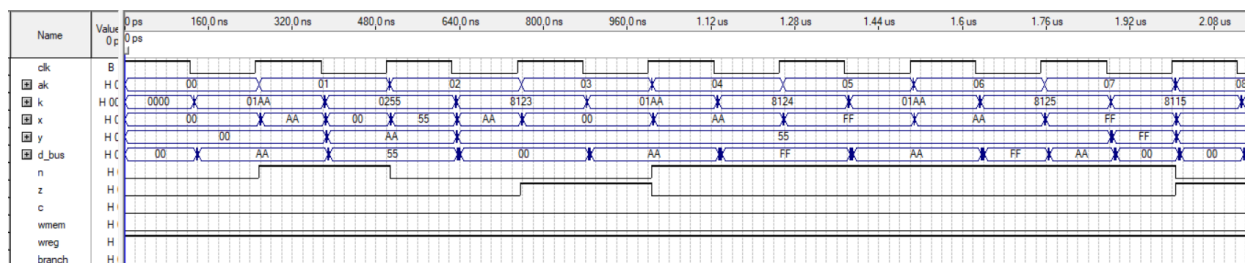 Name Value 0 p 0 ps 160,0 ns 320,0 ns 480,0 ns 640,0 ns 800,0 ns 960,0 ns 1.12 us 1.28 us 1.44 us 1.6 us 1.76 us 1.92 us 2.08 us
0 ps
clk B
ak H 00 01 02 03 04 05 06 07 08
k H 00 0000 01AA 0255 8123 01AA 8124 01AA 8125 8115
x H 00 AA 00 55 AA 00 AA FF AA FF
y H 00 AA 55 FF
d_bus H 00 AA 55 00 AA FF AA FF AA 00 00
n H
z H
c H
wmem H
wreg H
branch H